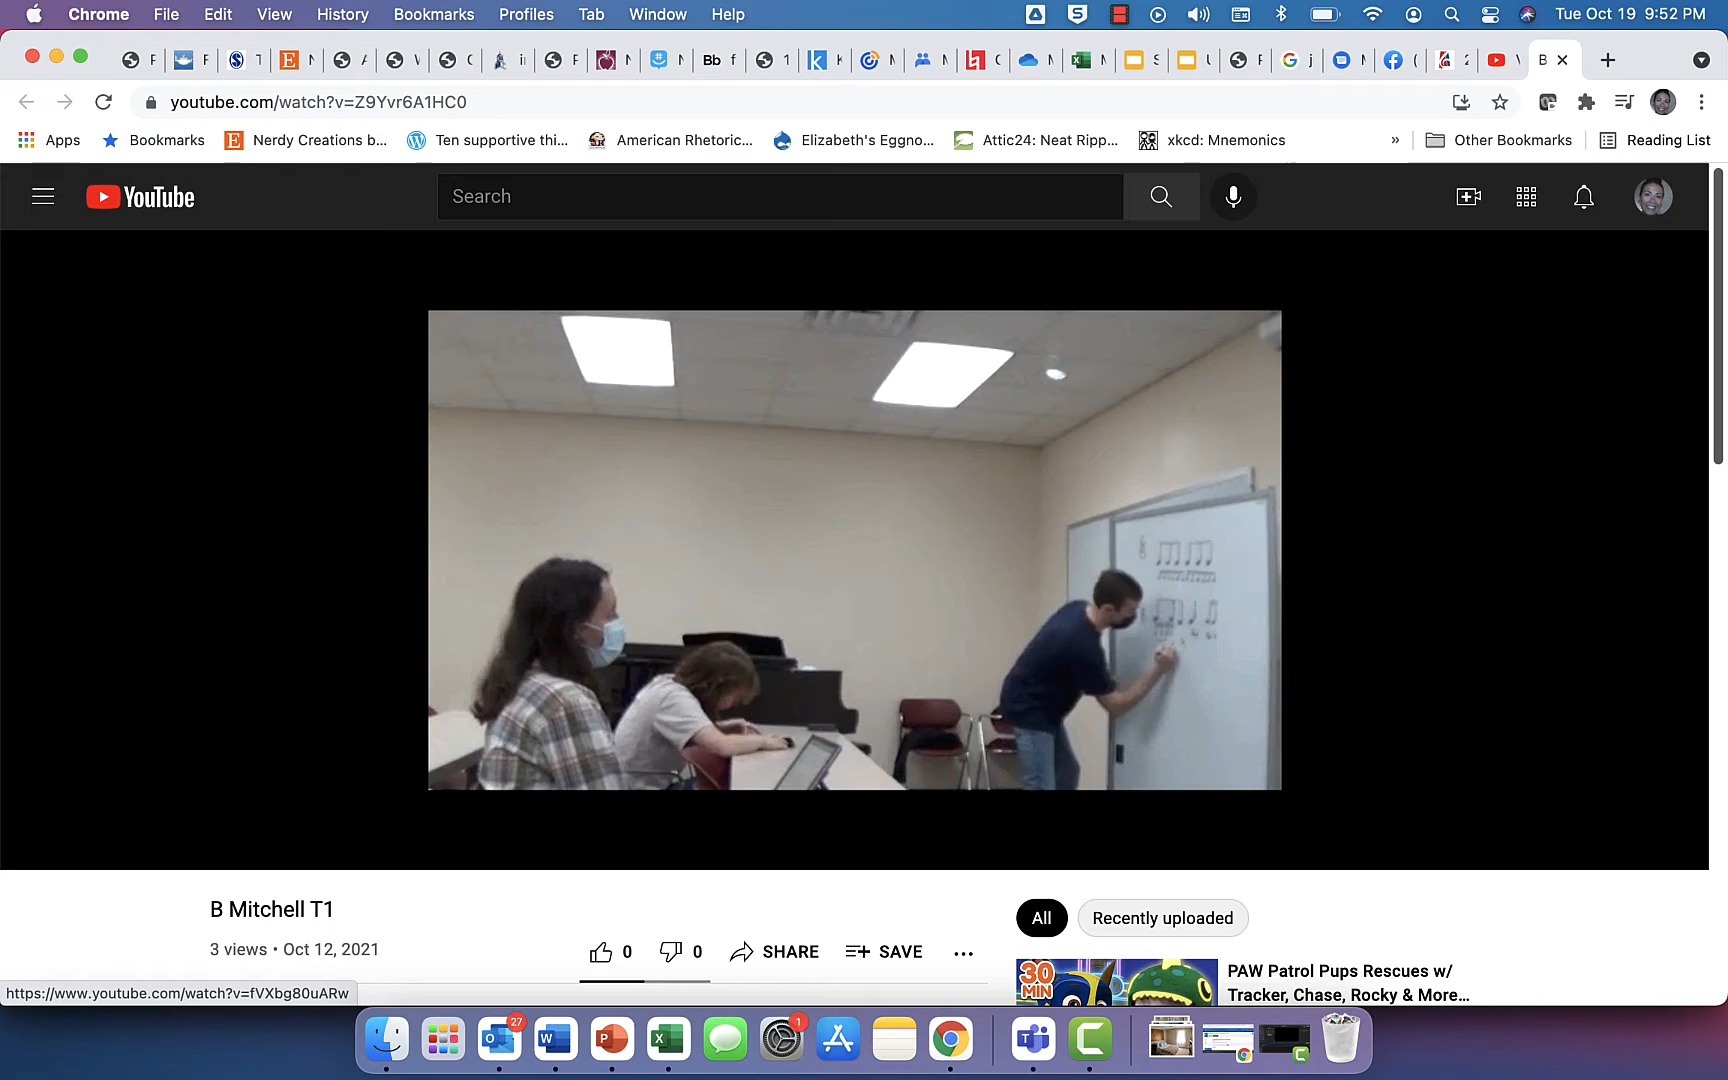 Chrome File Edit View History Bookmarks Profiles Tab Window Help Tue Oct 19 9:52 PM
Bb
B
youtube.com/watch?v=Z9Yvr6A1HC0
Apps Bookmarks Nerdy Creations b... Ten supportive thi... American Rhetoric... Elizabeth's Eggno... Attic24: Neat Ripp... xkcd: Mnemonics » Other Bookmarks Reading List
YouTube Search
B Mitchell T1
3 views • Oct 12, 2021
0 0 SHARE SAVE ...
All Recently uploaded
30 MIN
PAW Patrol Pups Rescues w/
Tracker, Chase, Rocky & More...
https://www.youtube.com/watch?v=fVXbg80uARw
27
1